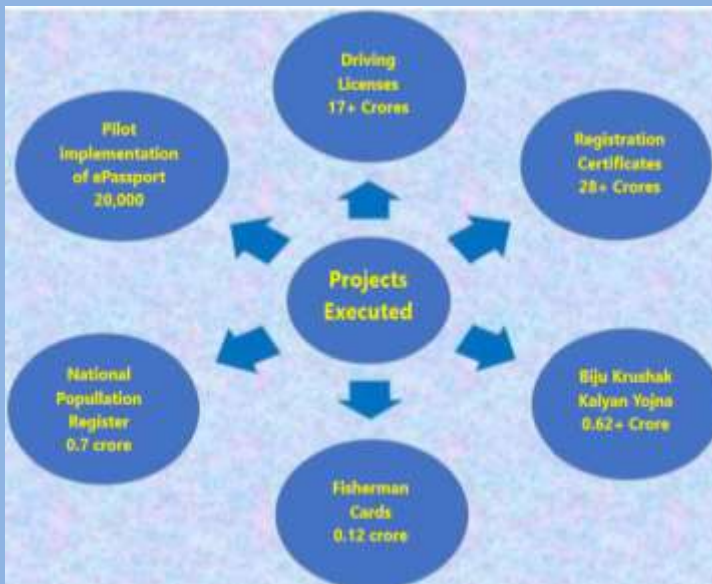 Driving
Licenses
17+ Crores
Pilot
implementation
of ePassport
20,000
Registration
Certificates
28+ Crores
Projects
Executed
National
Popullation
Register
0.7 crore
Biju Krushak
Kalyan Yojna
0.62+ Crore
Fisherman
Cards
0.12 crore